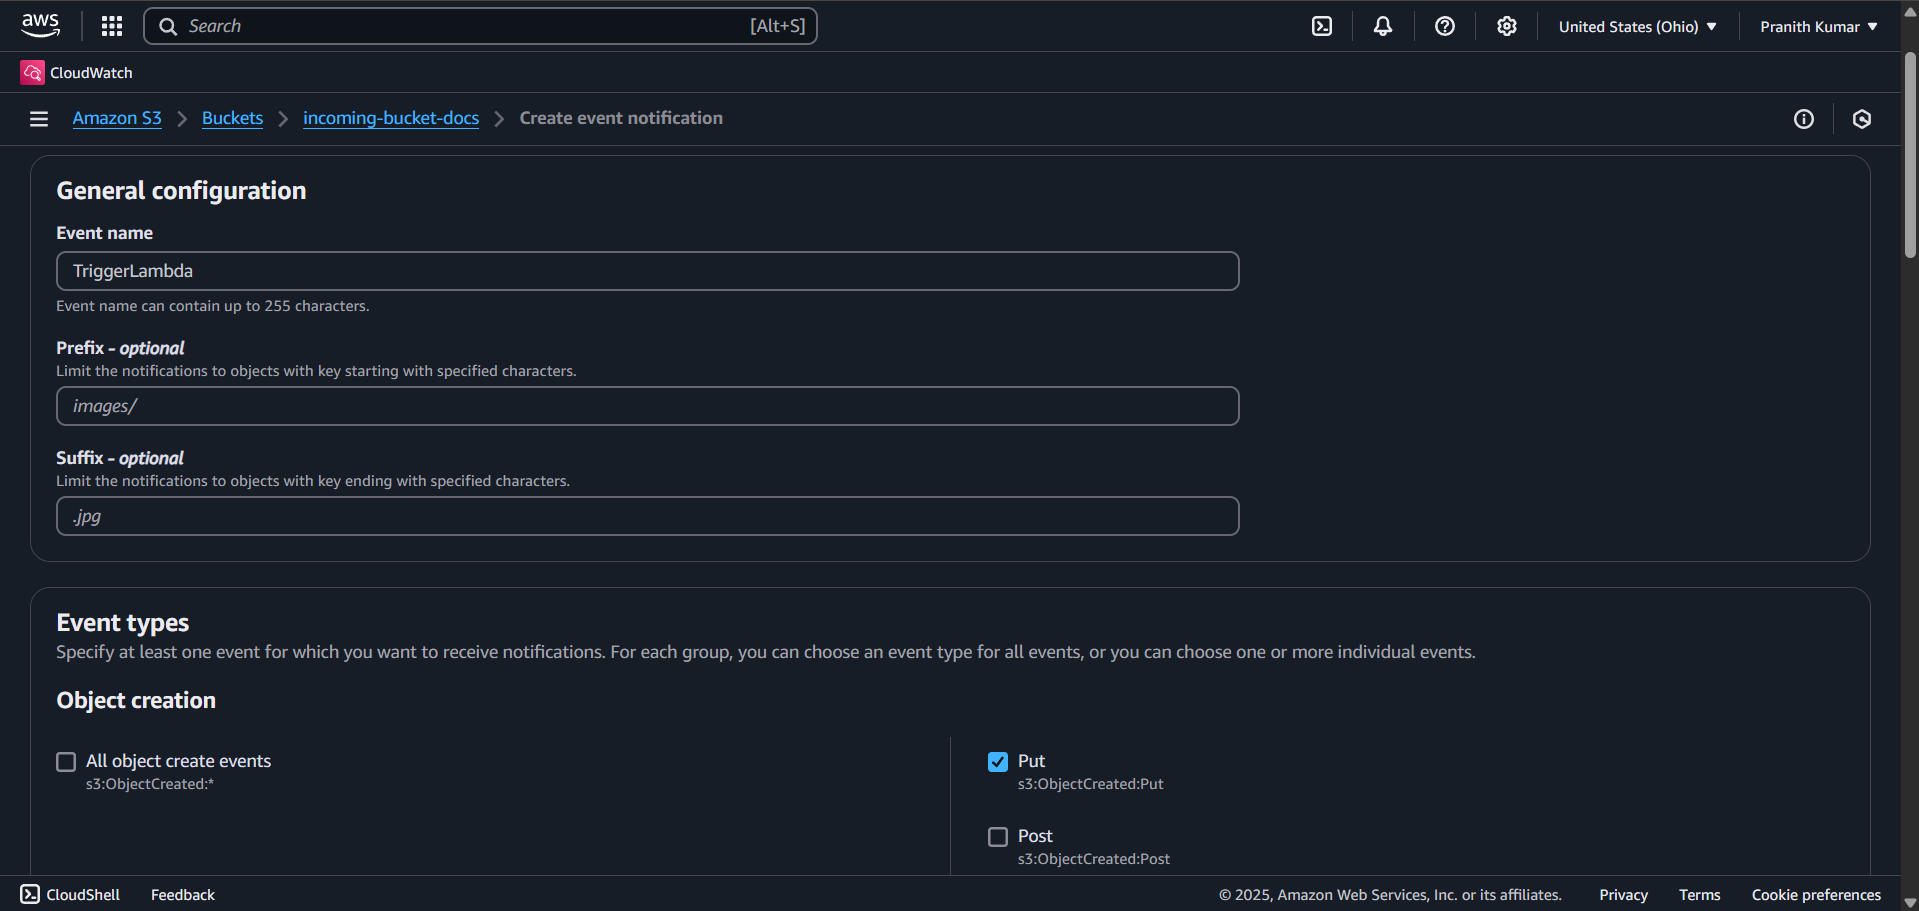 aws
Search [Alt+S]
United States (Ohio)
Pranith Kumar
CloudWatch
Amazon S3
Buckets
incoming-bucket-docs
Create event notification
General configuration
Event name
TriggerLambda
Event name can contain up to 255 characters.
Prefix - optional
Limit the notifications to objects with key starting with specified characters.
images/
Suffix - optional
Limit the notifications to objects with key ending with specified characters.
.jpg
Event types
Specify at least one event for which you want to receive notifications. For each group, you can choose an event type for all events, or you can choose one or more individual events.
Object creation
All object create events
s3:ObjectCreated:*
Put
s3:ObjectCreated:Put
Post
s3:ObjectCreated:Post
CloudShell
Feedback
© 2025, Amazon Web Services, Inc. or its affiliates.
Privacy
Terms
Cookie preferences